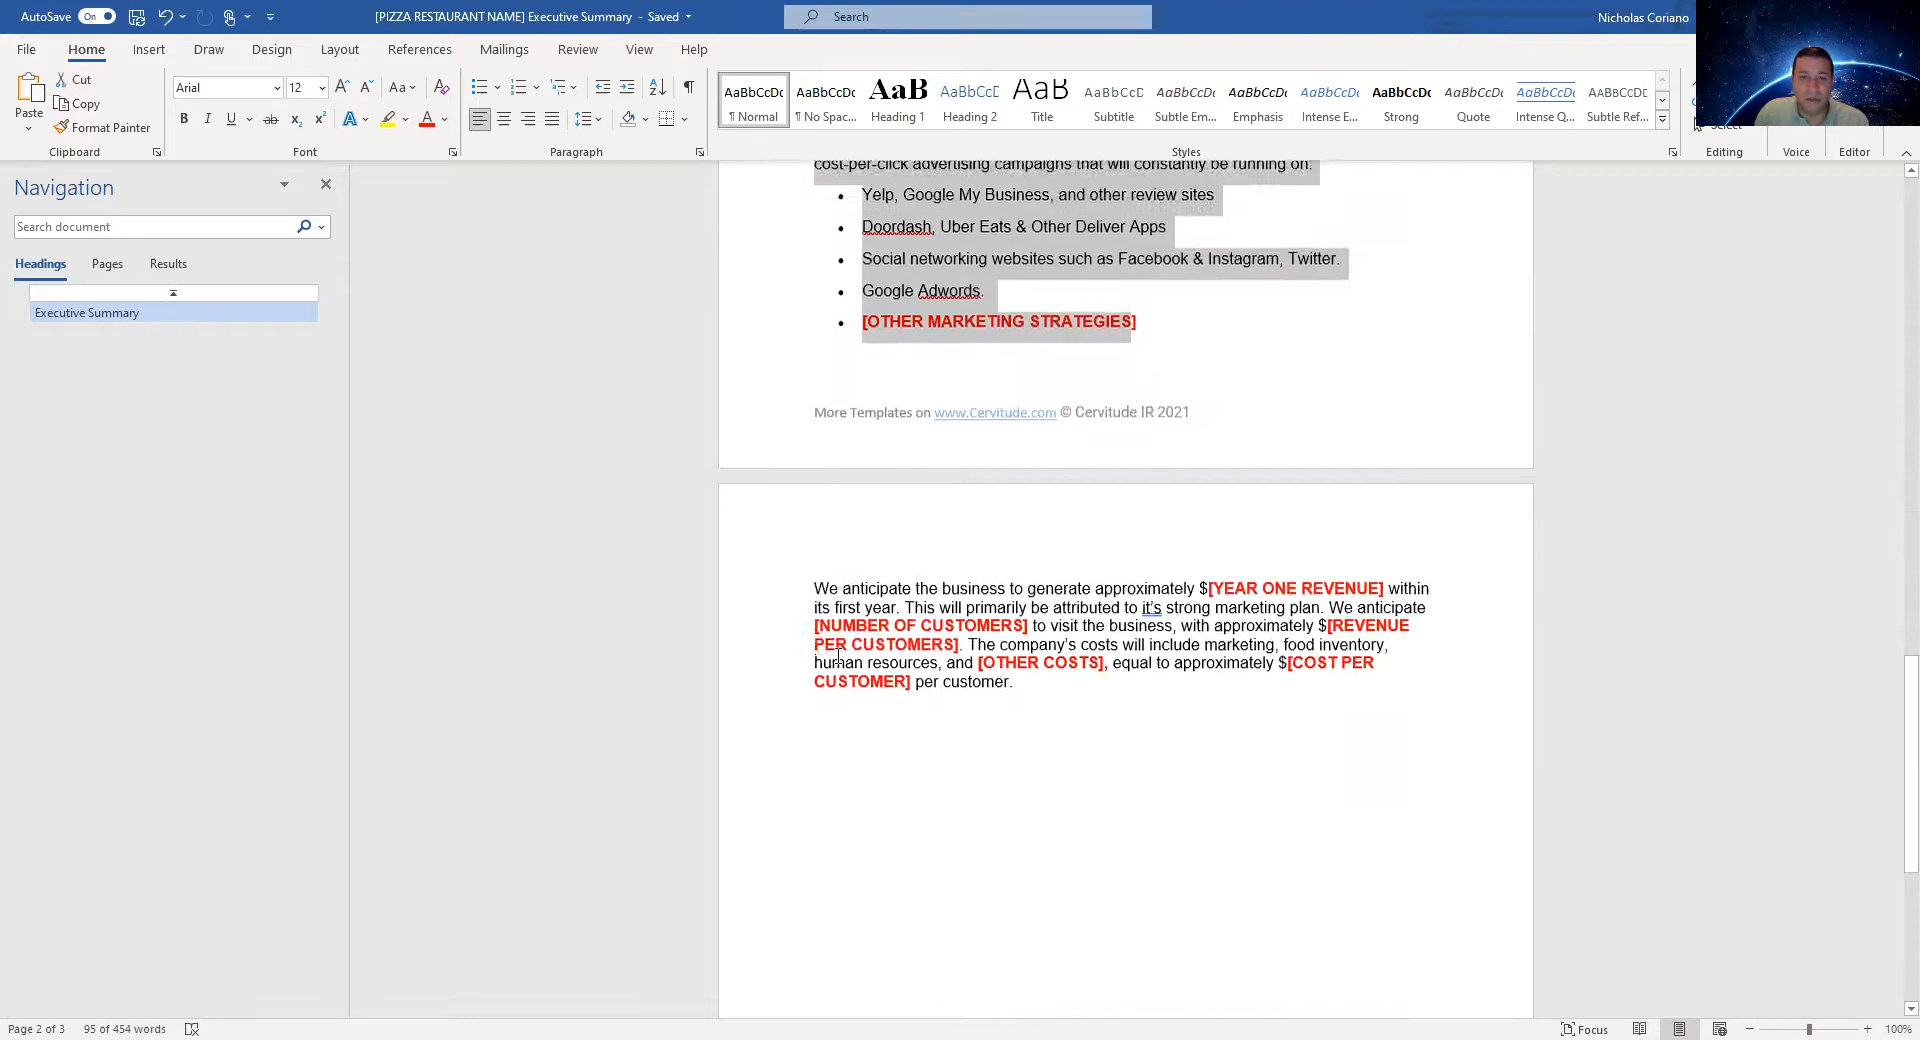 AutoSave On [PIZZA RESTAURANT NAME] Executive Summary - Saved Search Nicholas Coriano
File Home Insert Draw Design Layout References Mailings Review View Help
Paste Cut Copy Format Painter
Clipboard
Arial 12 Aa
B I U ab x₂ x² A A
Font
Paragraph
AaBbCcDc AaBbCcDc AaB AaBbCcD AaB AaBbCcD AaBbCcDc AaBbCcDc AaBbCcDc AaBbCcDc AaBbCcDc AaBbCcDc AaBbCcDc
¶ Normal ¶ No Spac... Heading 1 Heading 2 Title Subtitle Subtle Em... Emphasis Intense E... Strong Quote Intense Q... Subtle Ref...
Styles
Select
Editing Voice Editor
Navigation
Search document
Headings Pages Results
Executive Summary
cost-per-click advertising campaigns that will constantly be running on:
• Yelp, Google My Business, and other review sites
• Doordash, Uber Eats & Other Deliver Apps
• Social networking websites such as Facebook & Instagram, Twitter.
• Google Adwords.
• [OTHER MARKETING STRATEGIES]
More Templates on www.Cervitude.com © Cervitude IR 2021
We anticipate the business to generate approximately $[YEAR ONE REVENUE] within
its first year. This will primarily be attributed to it’s strong marketing plan. We anticipate
[NUMBER OF CUSTOMERS] to visit the business, with approximately $[REVENUE
PER CUSTOMERS]. The company’s costs will include marketing, food inventory,
human resources, and [OTHER COSTS], equal to approximately $[COST PER
CUSTOMER] per customer.
Page 2 of 3 95 of 454 words Focus 100%